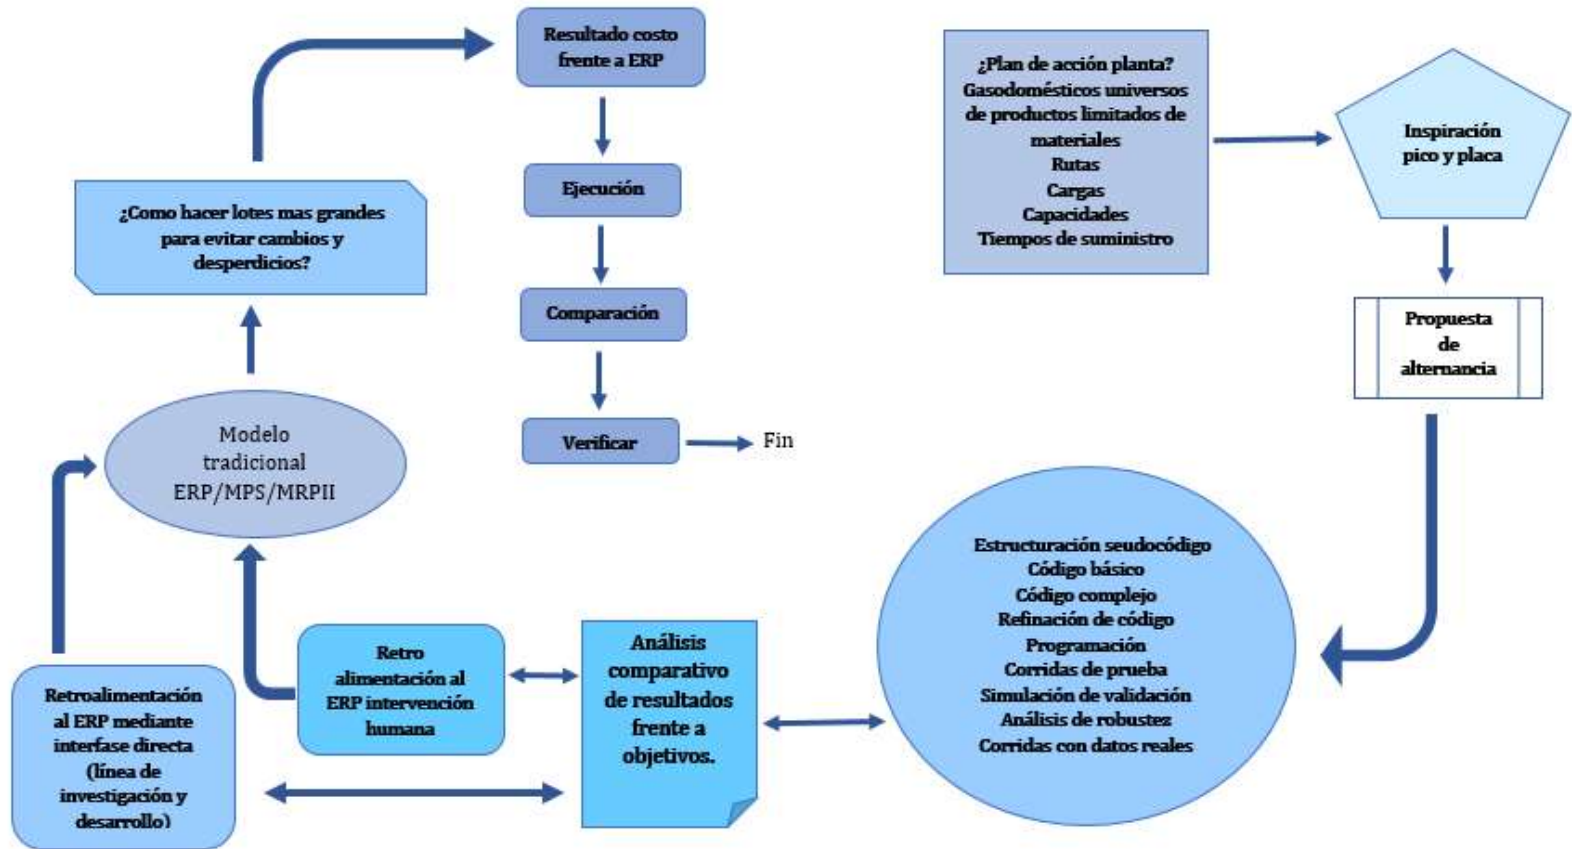 Resultado costo
frente a ERP
Ejecución
Comparación
Verificar
Fin
¿Plan de acción planta?
Gasodomésticos universos
de productos limitados de
materiales
Rutas
Cargas
Capacidades
Tiempos de suministro
Inspiración
pico y placa
Propuesta
de
alternancia
¿Como hacer lotes mas grandes
para evitar cambios y
desperdicios?
Modelo
tradicional
ERP/MPS/MRPII
Estructuración seudocódigo
Código básico
Código complejo
Refinación de código
Programación
Corridas de prueba
Simulación de validación
Análisis de robustez
Corridas con datos reales
Análisis
comparativo
de resultados
frente a
objetivos.
Retro
alimentación al
ERP intervención
humana
Retroalimentación
al ERP mediante
interfase directa
(línea de
investigación y
desarrollo)